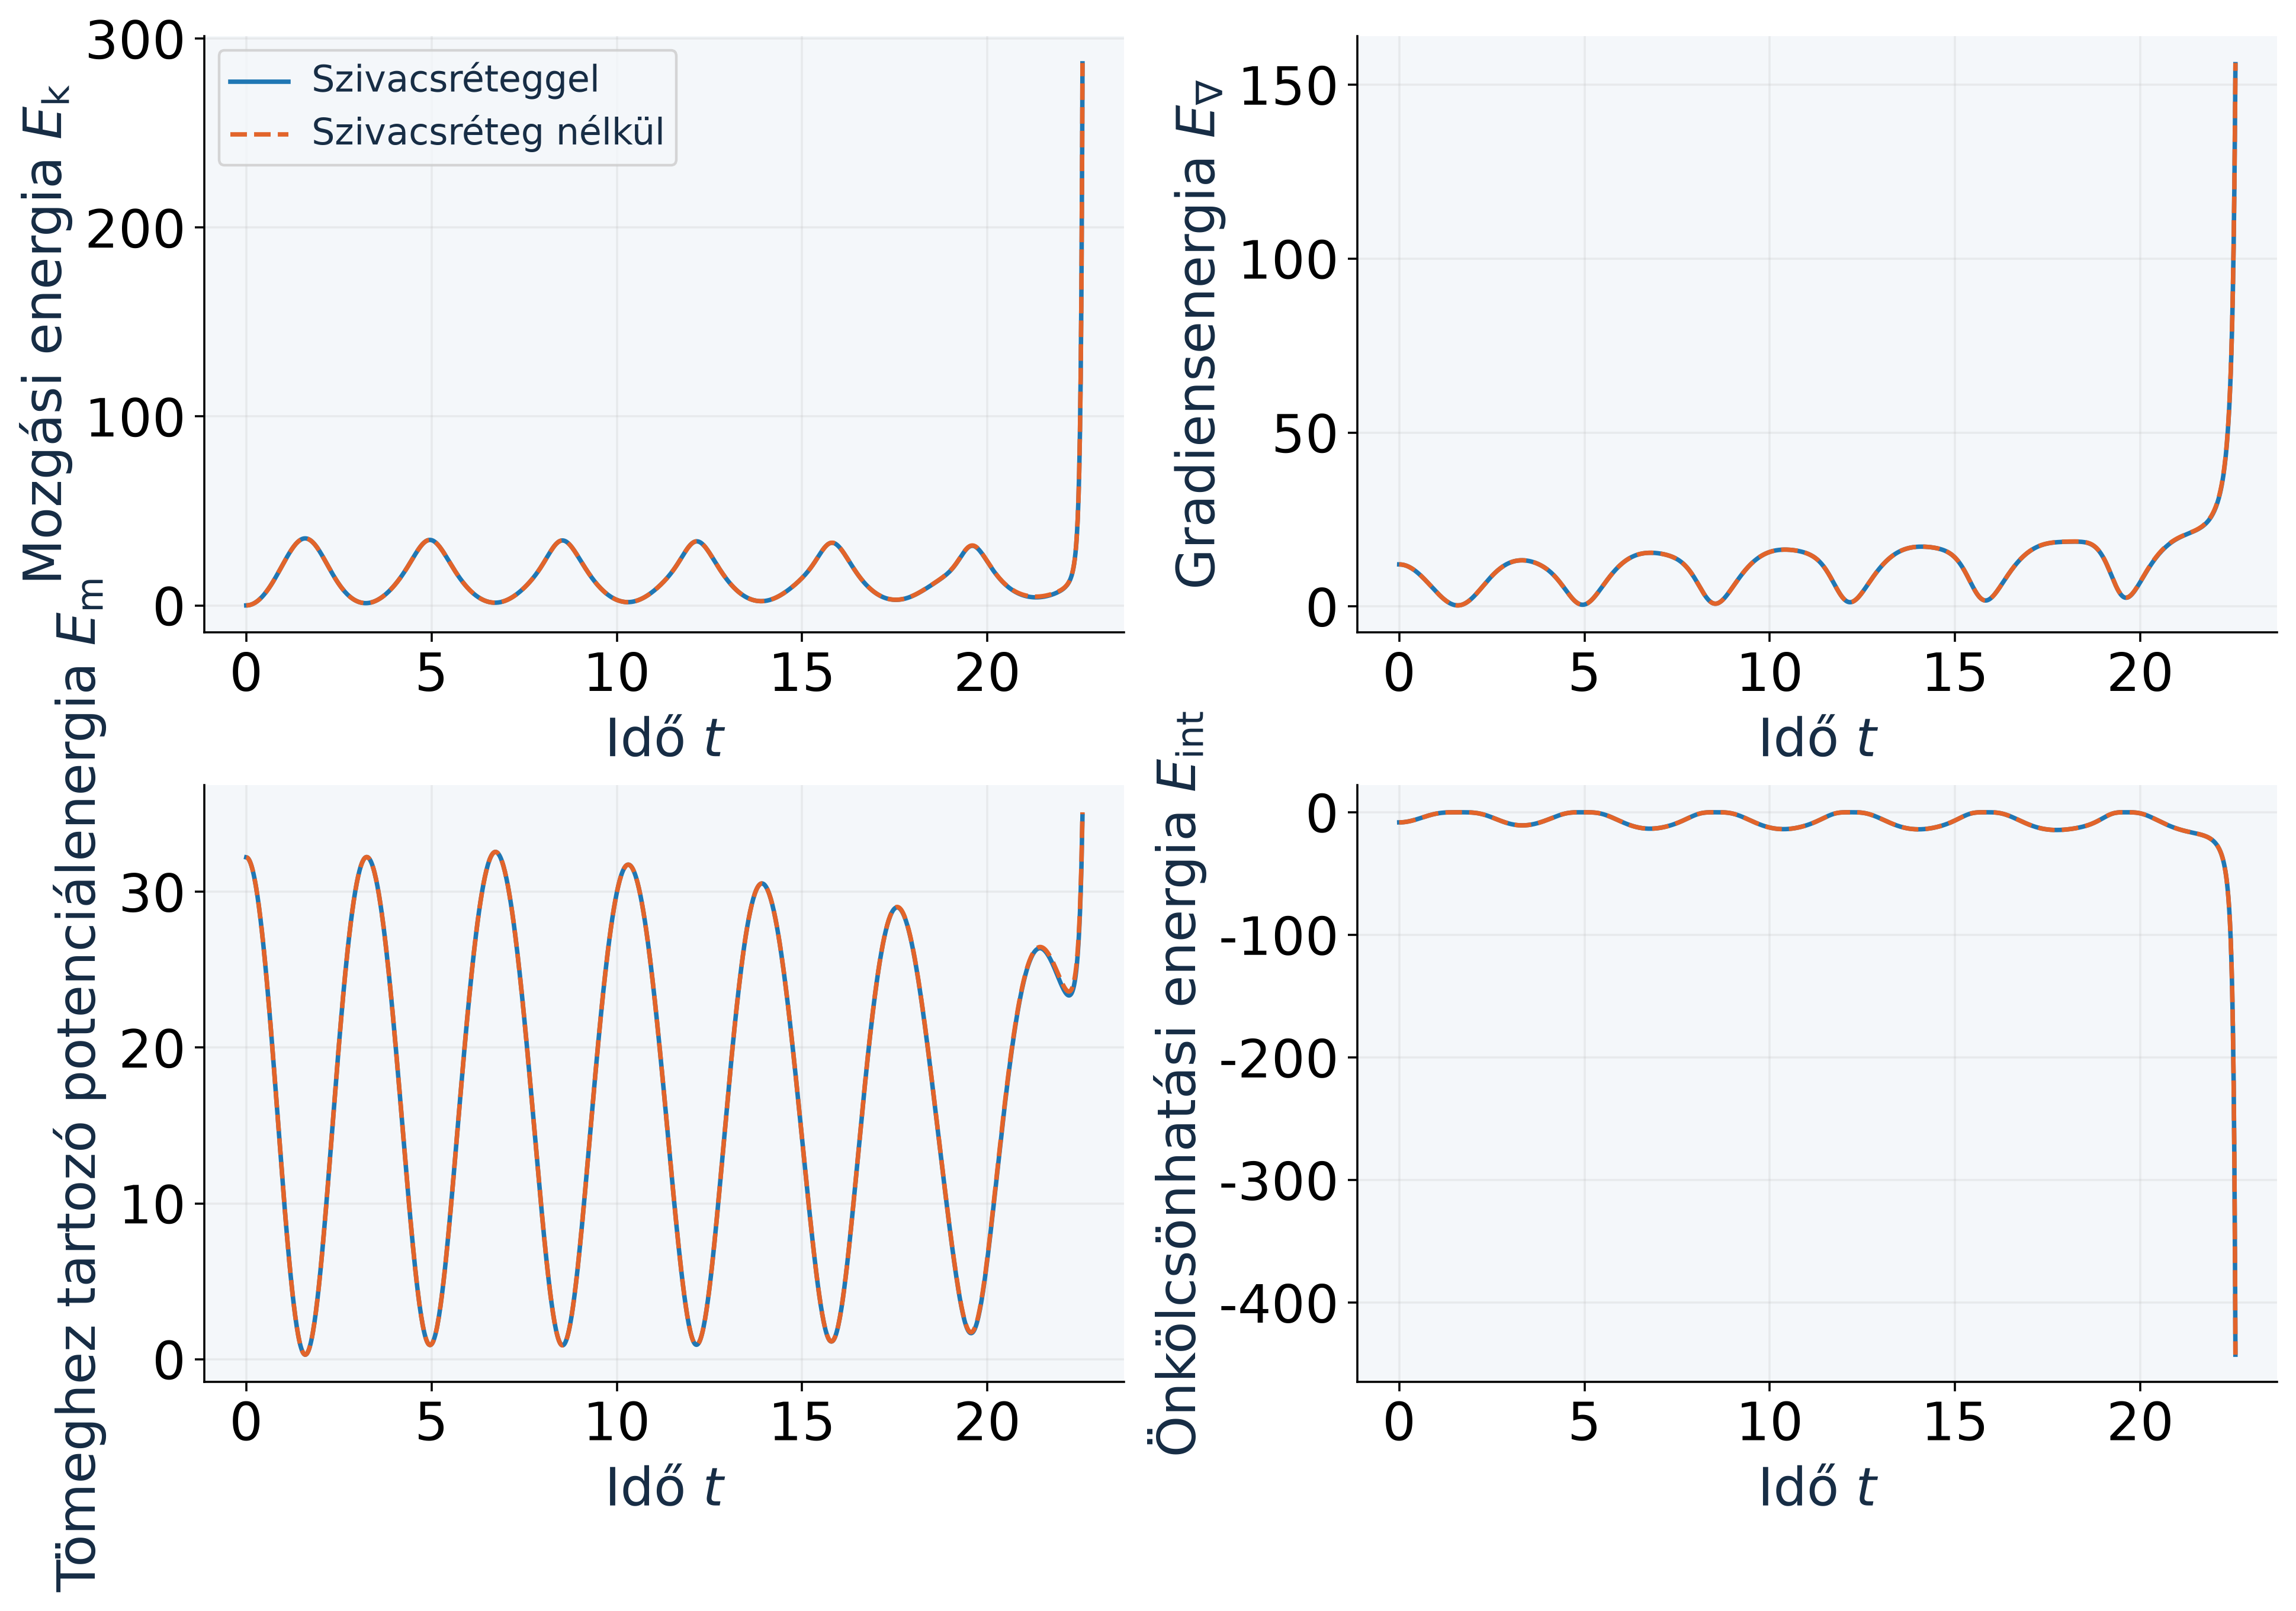 Mozgási energia Eₖ
300
200
100
0
Szivacsréteggel
Szivacsréteg nélkül
0 5 10 15 20
Idő t
Gradiensenergia E∇
150
100
50
0
0 5 10 15 20
Idő t
Tömeghez tartozó potenciálenergia Eₘ
30
20
10
0
0 5 10 15 20
Idő t
Önkölcsönhatási energia E_int
0
-100
-200
-300
-400
0 5 10 15 20
Idő t